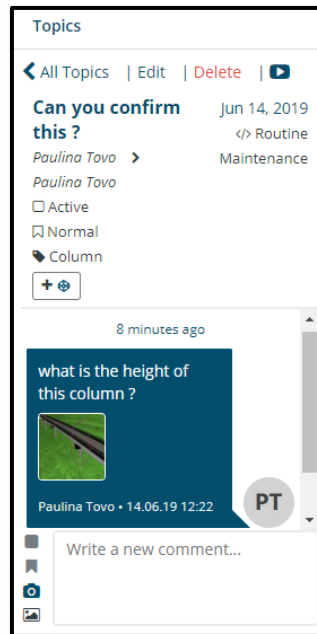 Topics
All Topics | Edit | Delete |
Can you confirm Jun 14, 2019
this ? </> Routine
Paulina Tovo > Maintenance
Paulina Tovo
Active
Normal
Column
+
8 minutes ago
what is the height of
this column ?
Paulina Tovo • 14.06.19 12:22
PT
Write a new comment...